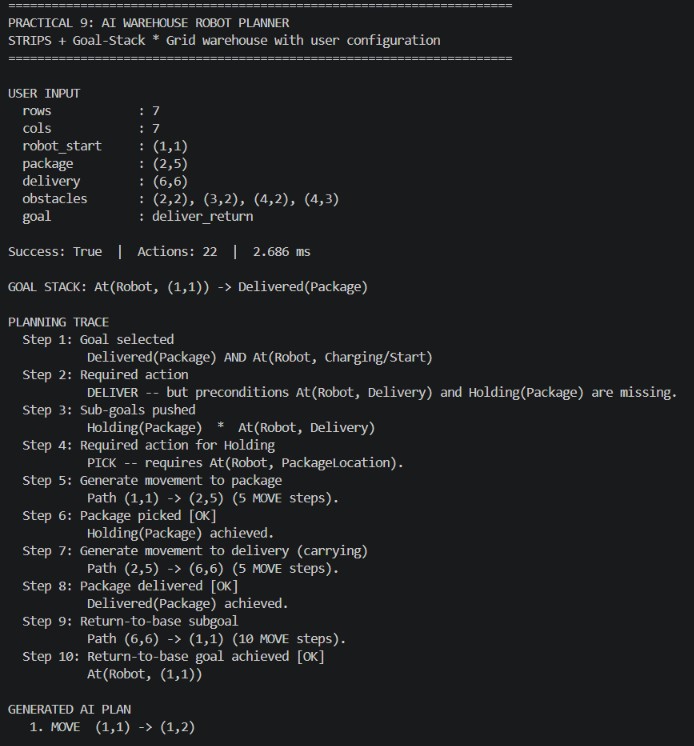 ======================================================================
PRACTICAL 9: AI WAREHOUSE ROBOT PLANNER
STRIPS + Goal-Stack * Grid warehouse with user configuration
======================================================================
USER INPUT
rows : 7
cols : 7
robot_start : (1,1)
package : (2,5)
delivery : (6,6)
obstacles : (2,2), (3,2), (4,2), (4,3)
goal : deliver_return
Success: True | Actions: 22 | 2.686 ms
GOAL STACK: At(Robot, (1,1)) -> Delivered(Package)
PLANNING TRACE
Step 1: Goal selected
Delivered(Package) AND At(Robot, Charging/Start)
Step 2: Required action
DELIVER -- but preconditions At(Robot, Delivery) and Holding(Package) are missing.
Step 3: Sub-goals pushed
Holding(Package) * At(Robot, Delivery)
Step 4: Required action for Holding
PICK -- requires At(Robot, PackageLocation).
Step 5: Generate movement to package
Path (1,1) -> (2,5) (5 MOVE steps).
Step 6: Package picked [OK]
Holding(Package) achieved.
Step 7: Generate movement to delivery (carrying)
Path (2,5) -> (6,6) (5 MOVE steps).
Step 8: Package delivered [OK]
Delivered(Package) achieved.
Step 9: Return-to-base subgoal
Path (6,6) -> (1,1) (10 MOVE steps).
Step 10: Return-to-base goal achieved [OK]
At(Robot, (1,1))
GENERATED AI PLAN
1. MOVE (1,1) -> (1,2)